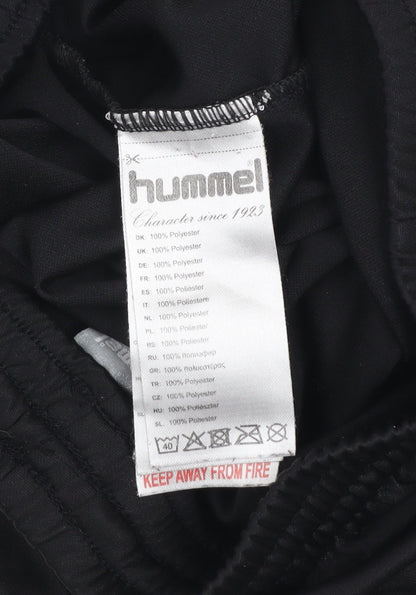 hummel®
Character since 1923
DK: 100% Polyester
UK: 100% Polyester
DE: 100% Polyester
FR: 100% Polyester
ES: 100% Poliéster
IT: 100% Poliestere
NL: 100% Polyester
PL: 100% Poliester
RS: 100% Poliestar
RU: 100% Полиэфир
GR: 100% πολυεστέρας
TR: 100% Polyester
CZ: 100% Polyester
HU: 100% Poliészter
SL: 100% Poliester
40
KEEP AWAY FROM FIRE